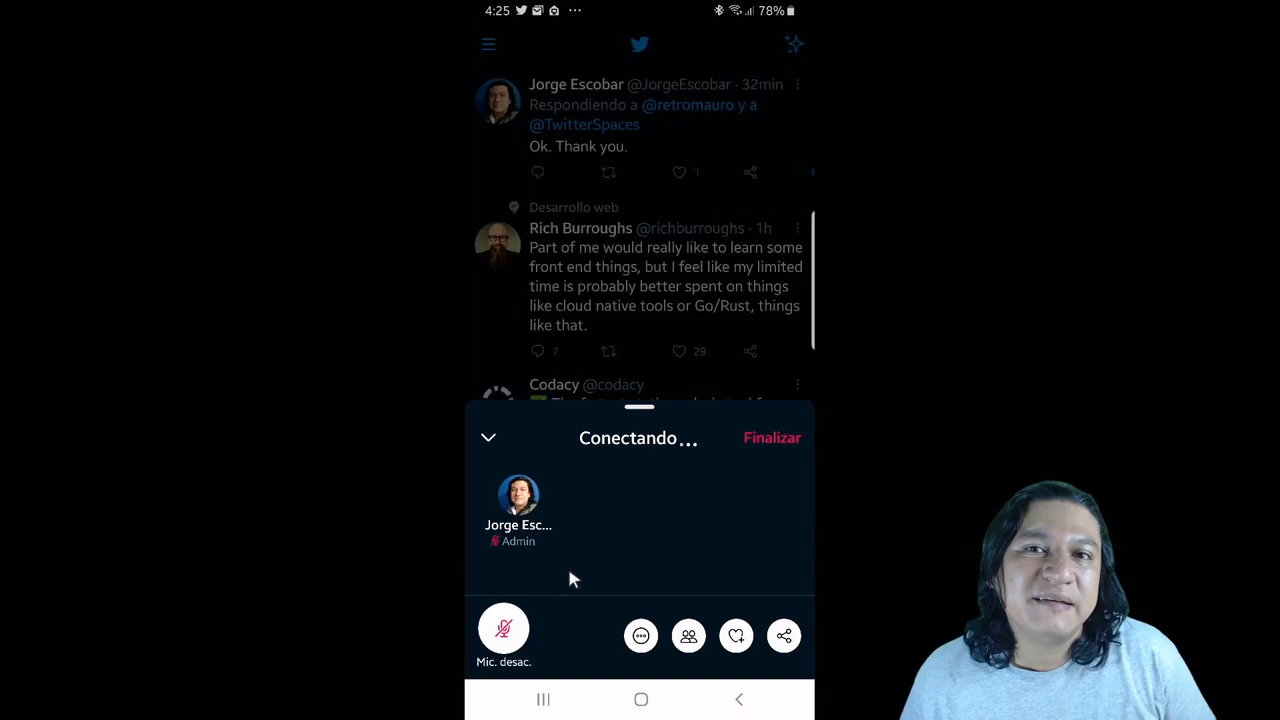 4:25 ... 78%
Jorge Escobar @JorgeEscobar · 32min
Respondiendo a @retromauro y a
@TwitterSpaces
Ok. Thank you.
1
Desarrollo web
Rich Burroughs @richburroughs · 1h
Part of me would really like to learn some
front end things, but I feel like my limited
time is probably better spent on things
like cloud native tools or Go/Rust, things
like that.
7 29
Codacy @codacy
Conectando... Finalizar
Jorge Esc...
Admin
Mic. desac.